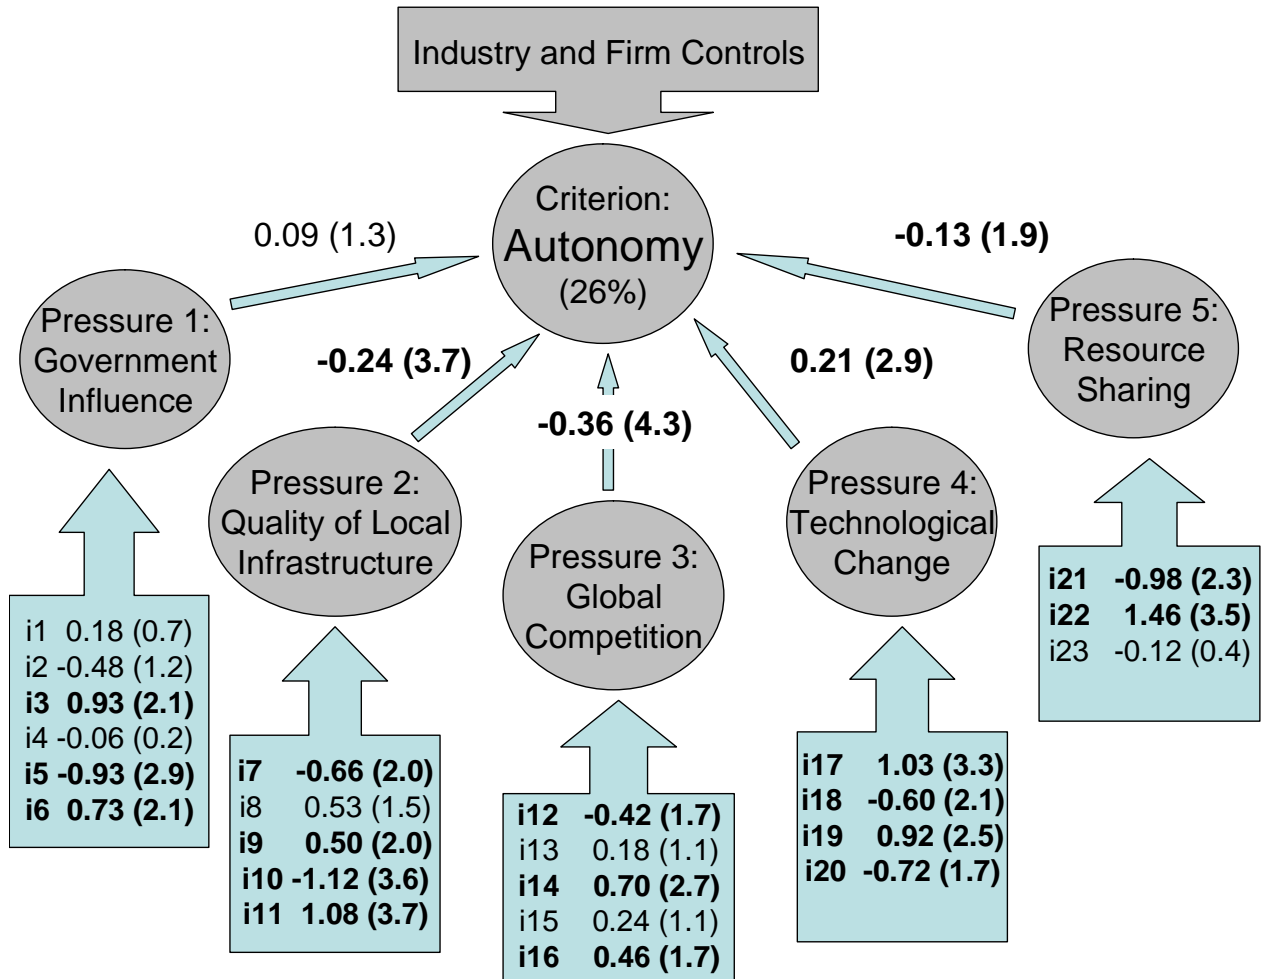 Industry and Firm Controls
Criterion:
Autonomy
(26%)
0.09 (1.3)
-0.13 (1.9)
Pressure 1:
Government
Influence
-0.24 (3.7)
-0.36 (4.3)
0.21 (2.9)
Pressure 5:
Resource
Sharing
Pressure 2:
Quality of Local
Infrastructure
Pressure 3:
Global
Competition
Pressure 4:
Technological
Change
i1 0.18 (0.7)
i2 -0.48 (1.2)
i3 0.93 (2.1)
i4 -0.06 (0.2)
i5 -0.93 (2.9)
i6 0.73 (2.1)
i7 -0.66 (2.0)
i8 0.53 (1.5)
i9 0.50 (2.0)
i10 -1.12 (3.6)
i11 1.08 (3.7)
i12 -0.42 (1.7)
i13 0.18 (1.1)
i14 0.70 (2.7)
i15 0.24 (1.1)
i16 0.46 (1.7)
i17 1.03 (3.3)
i18 -0.60 (2.1)
i19 0.92 (2.5)
i20 -0.72 (1.7)
i21 -0.98 (2.3)
i22 1.46 (3.5)
i23 -0.12 (0.4)